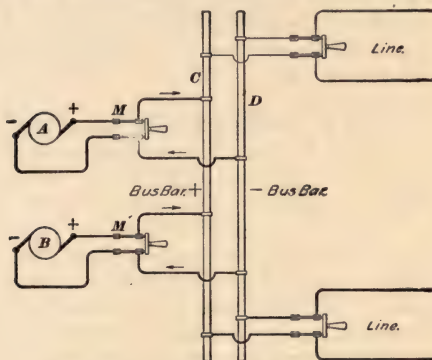 Line.
C
D
- + M
A
Bus Bar + - Bus Bar
- + M'
B
Line.